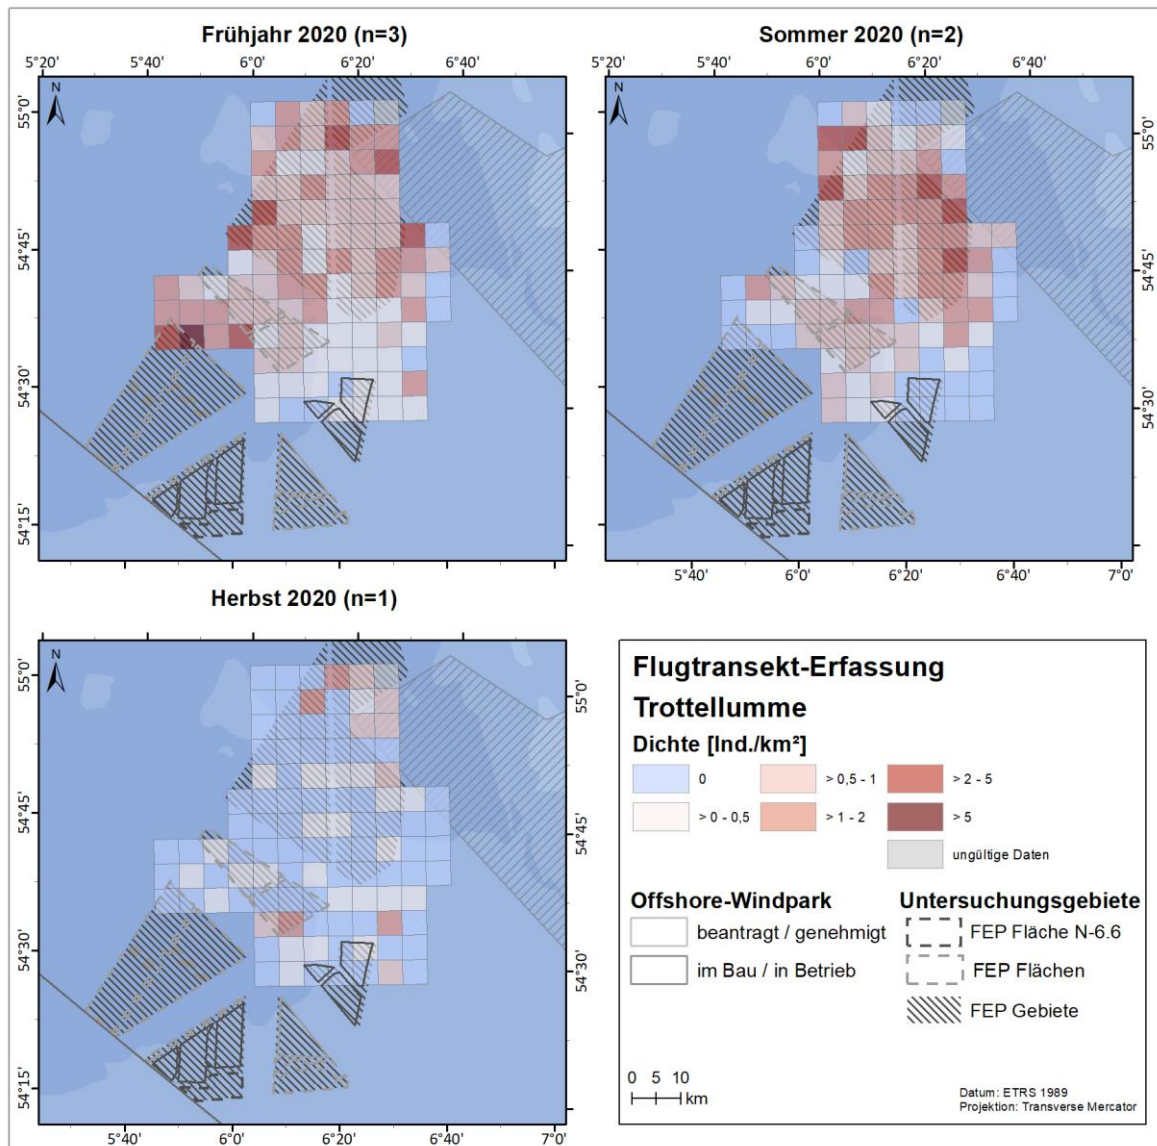 Frühjahr 2020 (n=3)
Sommer 2020 (n=2)
5°20' 5°40' 6°0' 6°20' 6°40'
5°20' 5°40' 6°0' 6°20' 6°40'
N
N
55°0'
54°45'
54°30'
54°15'
55°0'
54°45'
54°30'
5°40' 6°0' 6°20' 6°40' 7°0'
Herbst 2020 (n=1)
N
55°0'
54°45'
54°30'
54°15'
55°0'
54°45'
54°30'
5°40' 6°0' 6°20' 6°40' 7°0'
Flugtransekt-Erfassung
Trottellumme
Dichte [Ind./km²]
0 > 0,5 - 1 > 2 - 5
> 0 - 0,5 > 1 - 2 > 5
ungültige Daten
Offshore-Windpark
beantragt / genehmigt
im Bau / in Betrieb
Untersuchungsgebiete
FEP Fläche N-6.6
FEP Flächen
FEP Gebiete
0 5 10
km
Datum: ETRS 1989
Projektion: Transverse Mercator